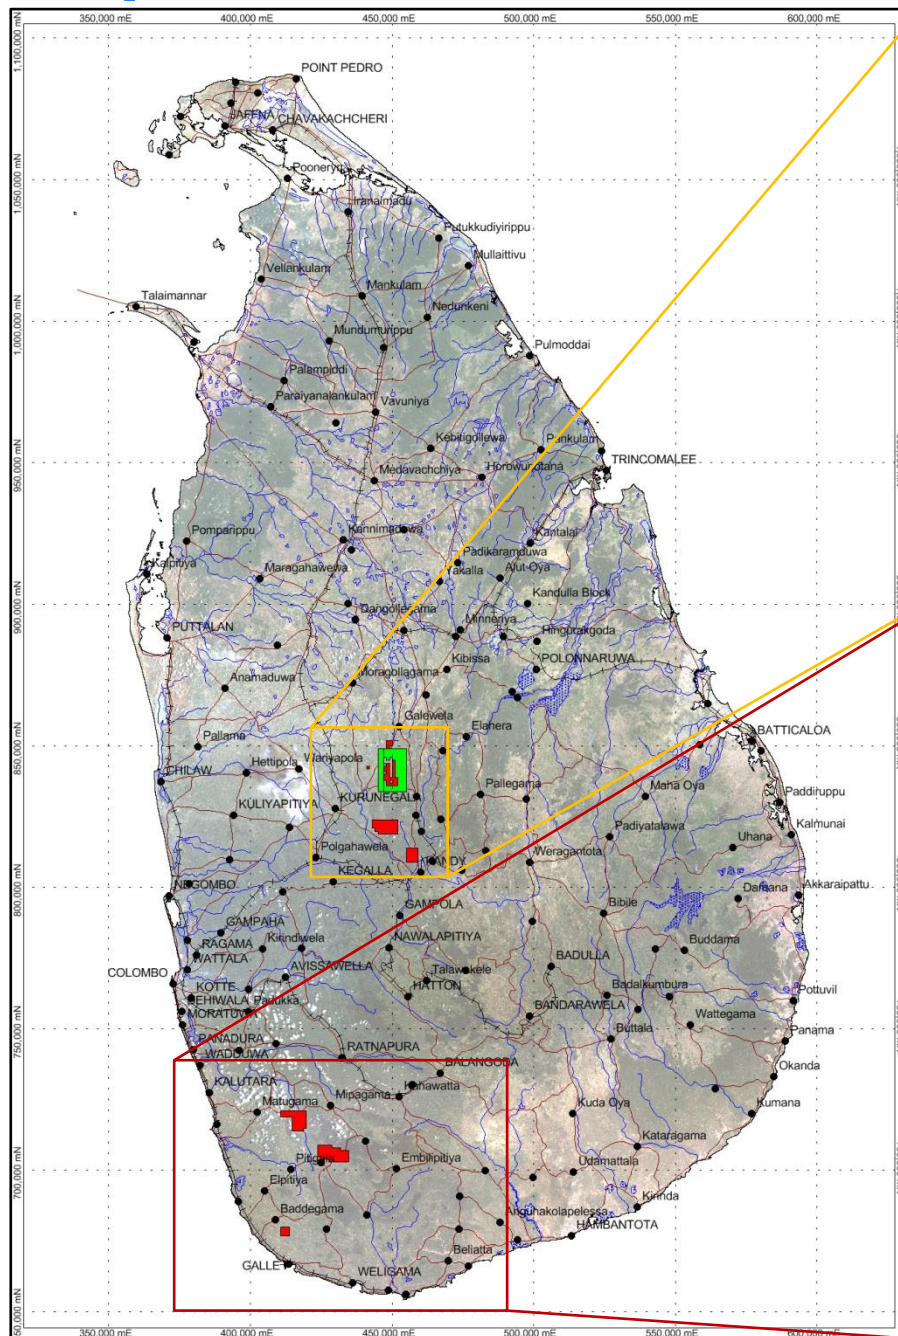 350,000 mE 400,000 mE 450,000 mE 500,000 mE 550,000 mE 600,000 mE
1,100,000 mN
POINT PEDRO
JAFFNA
CHAVAKACHCHERI
Pooneryn
1,050,000 mN
Iranaimadu
Putukkudiyirippu
Mullaittivu
Vellankulam
Mankulam
Talaimannar
Nedunkeni
1,000,000 mN
Mundumurippu
Pulmoddai
Palampiddi
Paraiyanalankulam
Vavuniya
Kebitigollewa
Pankulam
TRINCOMALEE
950,000 mN
Medavachchiya
Horowupotana
Pomparippu
Kannimaduwa
Kantalai
Padikaramduwa
Kalpitiya
Maragahawewa
Yakalla
Alut-Oya
900,000 mN
Kandulla Block
Dangollegama
Minneriya
Hingurakgoda
PUTTALAN
Moragollagama
Kibissa
POLONNARUWA
Anamaduwa
Galewela
Elahera
Pallama
BATTICALOA
850,000 mN
Hettipola
Wariyapola
CHILAW
Pallegama
Maha Oya
Paddiruppu
KULIYAPITIYA
KURUNEGAL
Padiyatalawa
Kalmunai
Uhana
Polgahawela
KANDY
Weragantota
KEGALLA
800,000 mN
NEGOMBO
Damana
Akkaraipattu
GAMPOLA
Bibile
GAMPAHA
RAGAMA
Kirindiwela
NAWALAPITIYA
Buddama
WATTALA
BADULLA
COLOMBO
AVISSAWELLA
Talawakele
KOTTE
HATTON
Badalkumbura
Pottuvil
DEHIWALA
Padukka
MORATUWA
BANDARAWELA
Wattegama
750,000 mN
PANADURA
RATNAPURA
Buttala
Panama
WADDUWA
BALANGODA
Okanda
KALUTARA
Kahawatta
Matugama
Mipagama
Kuda Oya
Kumana
Kataragama
Pitigala
Embilipitiya
Udamattala
700,000 mN
Elpitiya
Kirinda
Baddegama
Angunakolapelessa
HAMBANTOTA
Beliatta
GALLE
WELIGAMA
350,000 mE 400,000 mE 450,000 mE 500,000 mE 550,000 mE 600,000 mE